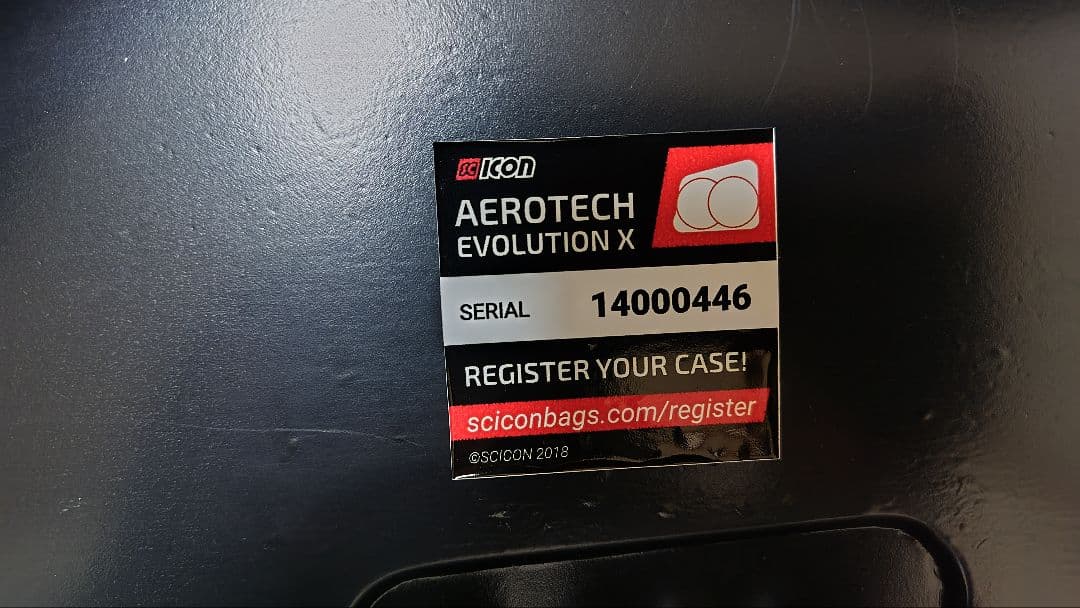 SCICON
AEROTECH
EVOLUTION X
SERIAL 14000446
REGISTER YOUR CASE!
sciconbags.com/register
©SCICON 2018